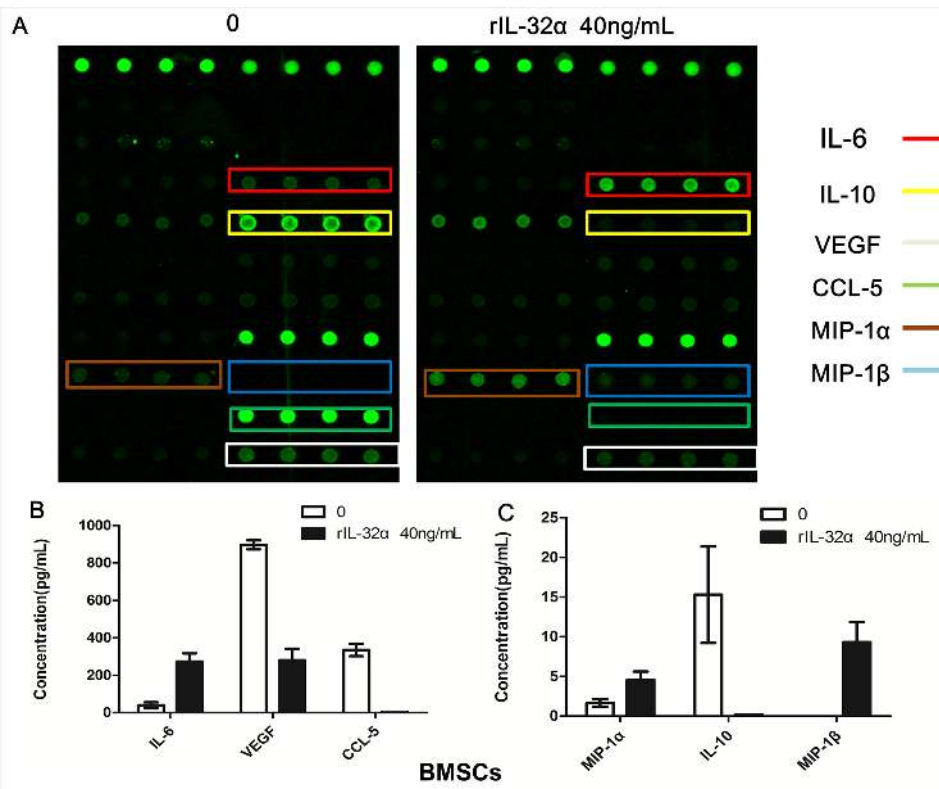 A
0
rIL-32α 40ng/mL
IL-6
IL-10
VEGF
CCL-5
MIP-1α
MIP-1β
B
0
rIL-32α 40ng/mL
Concentration(pg/mL)
1000
800
600
400
200
0
IL-6
VEGF
CCL-5
C
0
rIL-32α 40ng/mL
Concentration(pg/mL)
25
20
15
10
5
0
MIP-1α
IL-10
MIP-1β
BMSCs